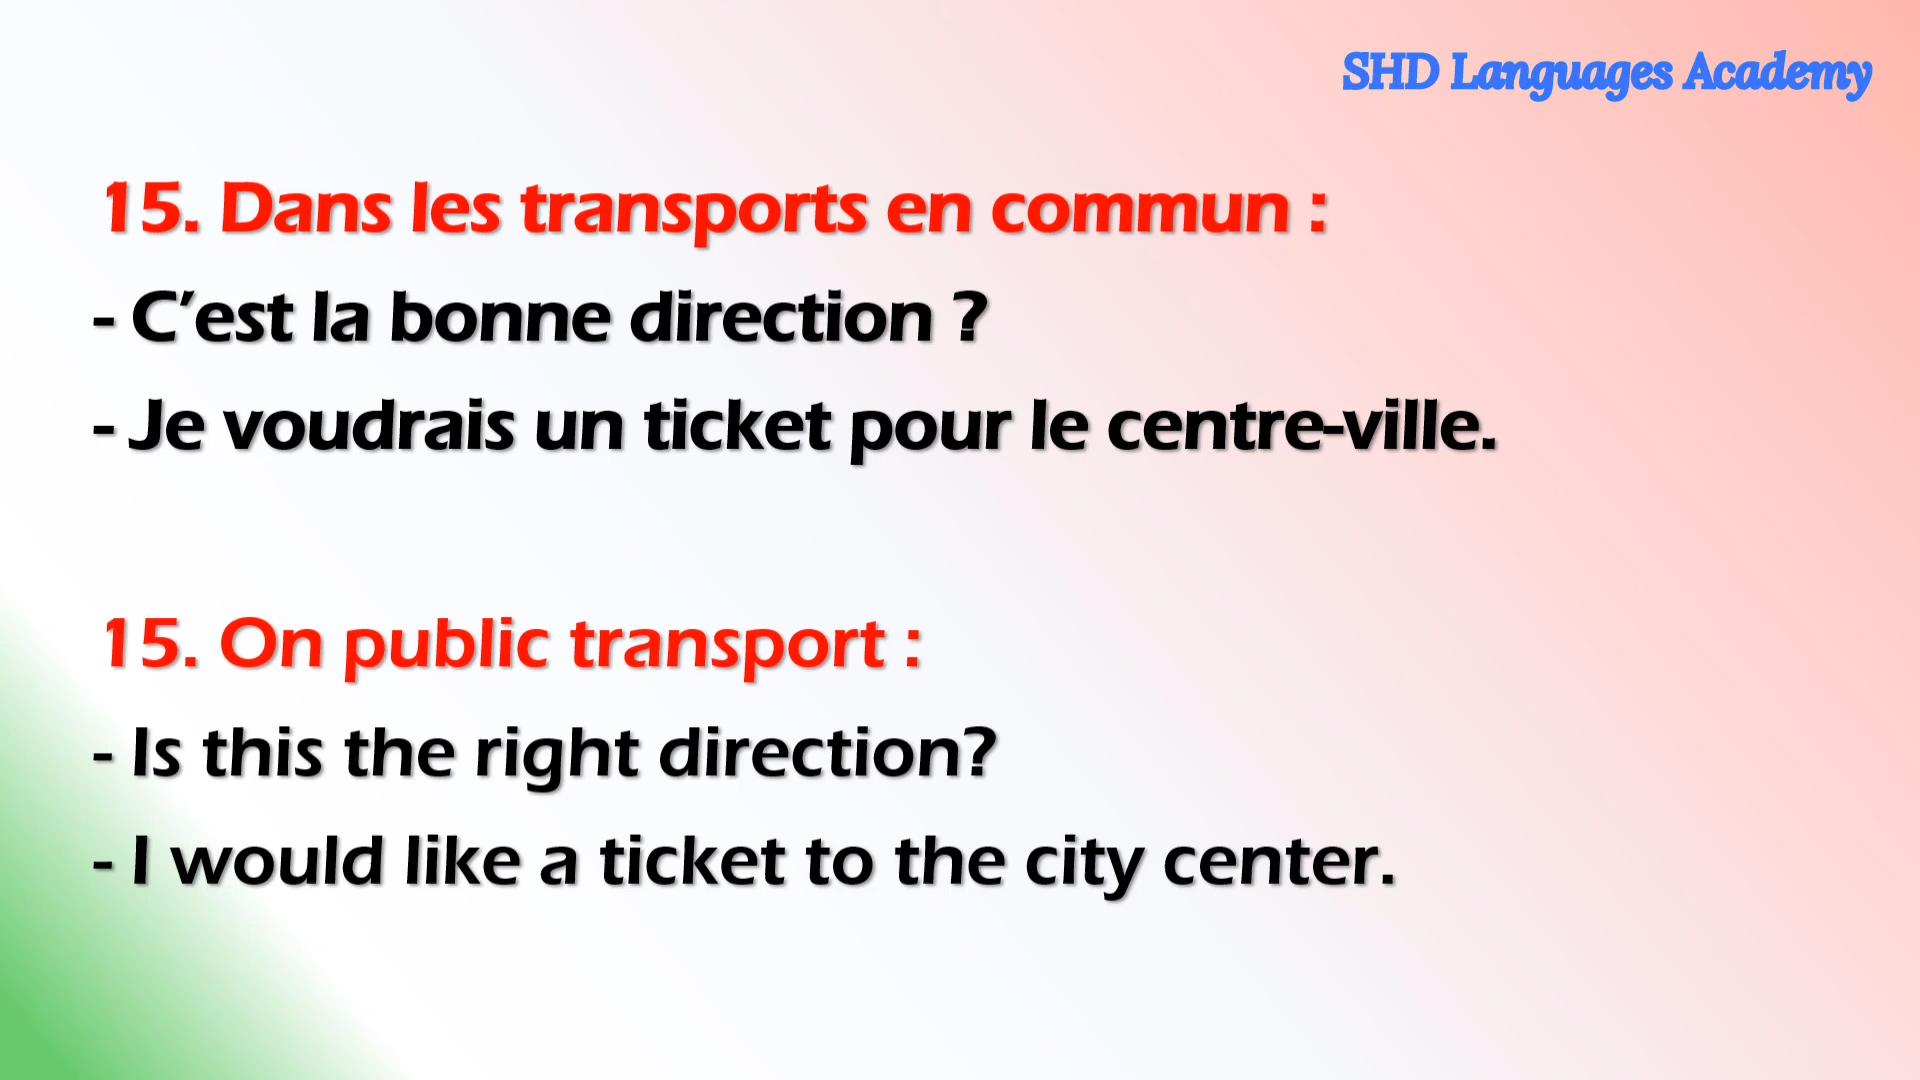 SHD Languages Academy
15. Dans les transports en commun :
- C’est la bonne direction ?
- Je voudrais un ticket pour le centre-ville.
15. On public transport :
- Is this the right direction?
- I would like a ticket to the city center.